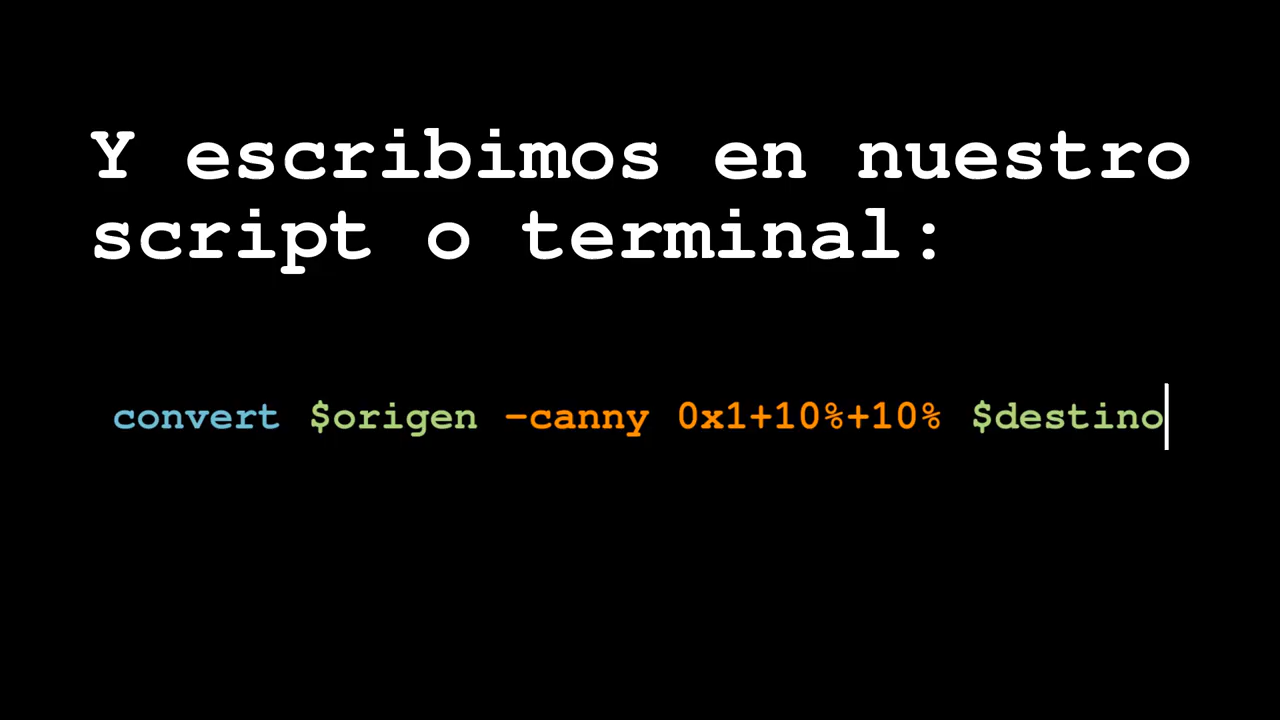 Y escribimos en nuestro
script o terminal:
convert $origen -canny 0x1+10%+10% $destino